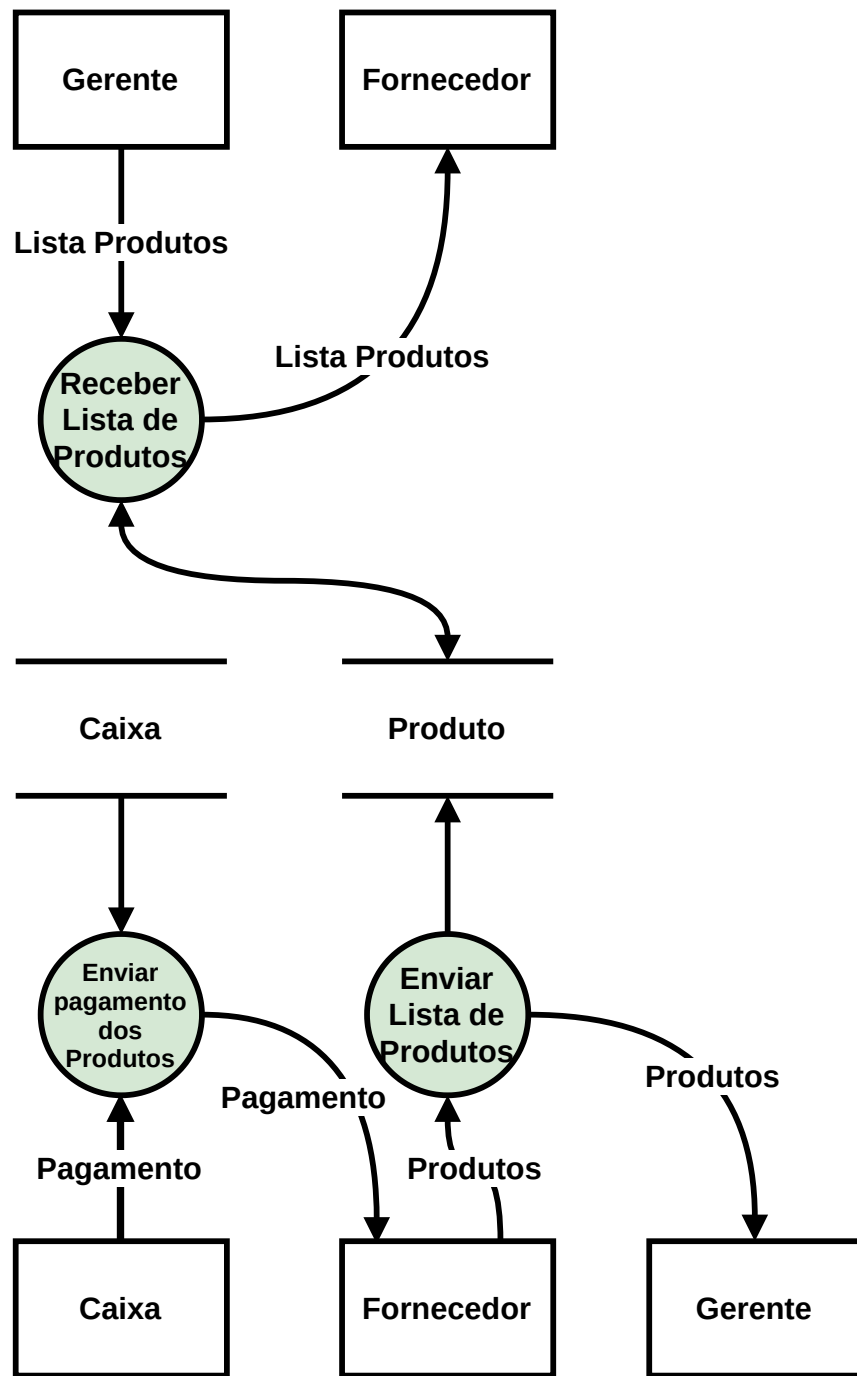 Gerente
Fornecedor
Lista Produtos
Lista Produtos
Receber
Lista de
Produtos
Caixa
Produto
Enviar
pagamento
dos
Produtos
Enviar
Lista de
Produtos
Produtos
Pagamento
Pagamento
Produtos
Caixa
Fornecedor
Gerente